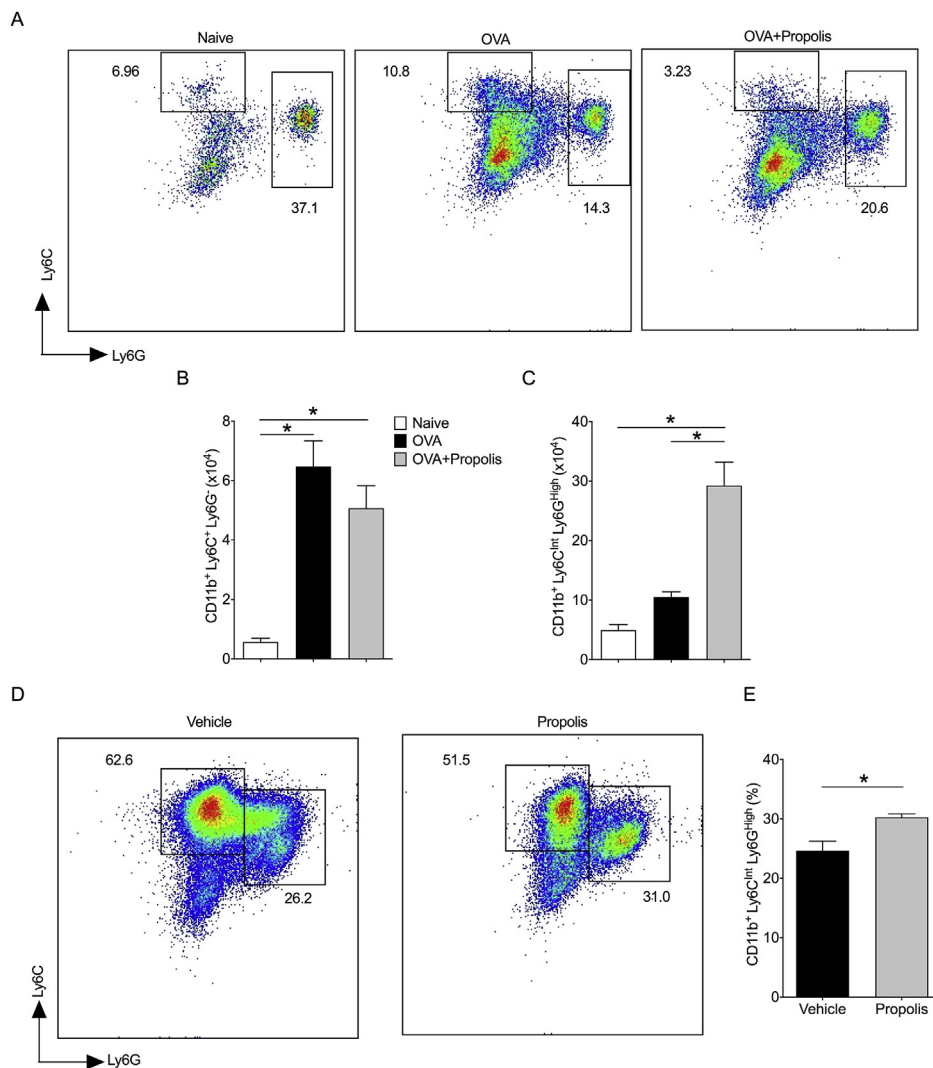 A
Naive
OVA
OVA+Propolis
6.96
37.1
10.8
14.3
3.23
20.6
Ly6C
Ly6G
B
CD11b⁺ Ly6C⁺ Ly6G⁻ (x10⁴)
8
6
4
2
0
*
*
Naive
OVA
OVA+Propolis
C
CD11b⁺ Ly6Cᴵⁿᵗ Ly6Gᴴⁱᵍʰ (x10⁴)
40
30
20
10
0
*
*
D
Vehicle
Propolis
62.6
26.2
51.5
31.0
Ly6C
Ly6G
E
CD11b⁺ Ly6Cᴵⁿᵗ Ly6Gᴴⁱᵍʰ (%)
40
30
20
10
0
*
Vehicle
Propolis